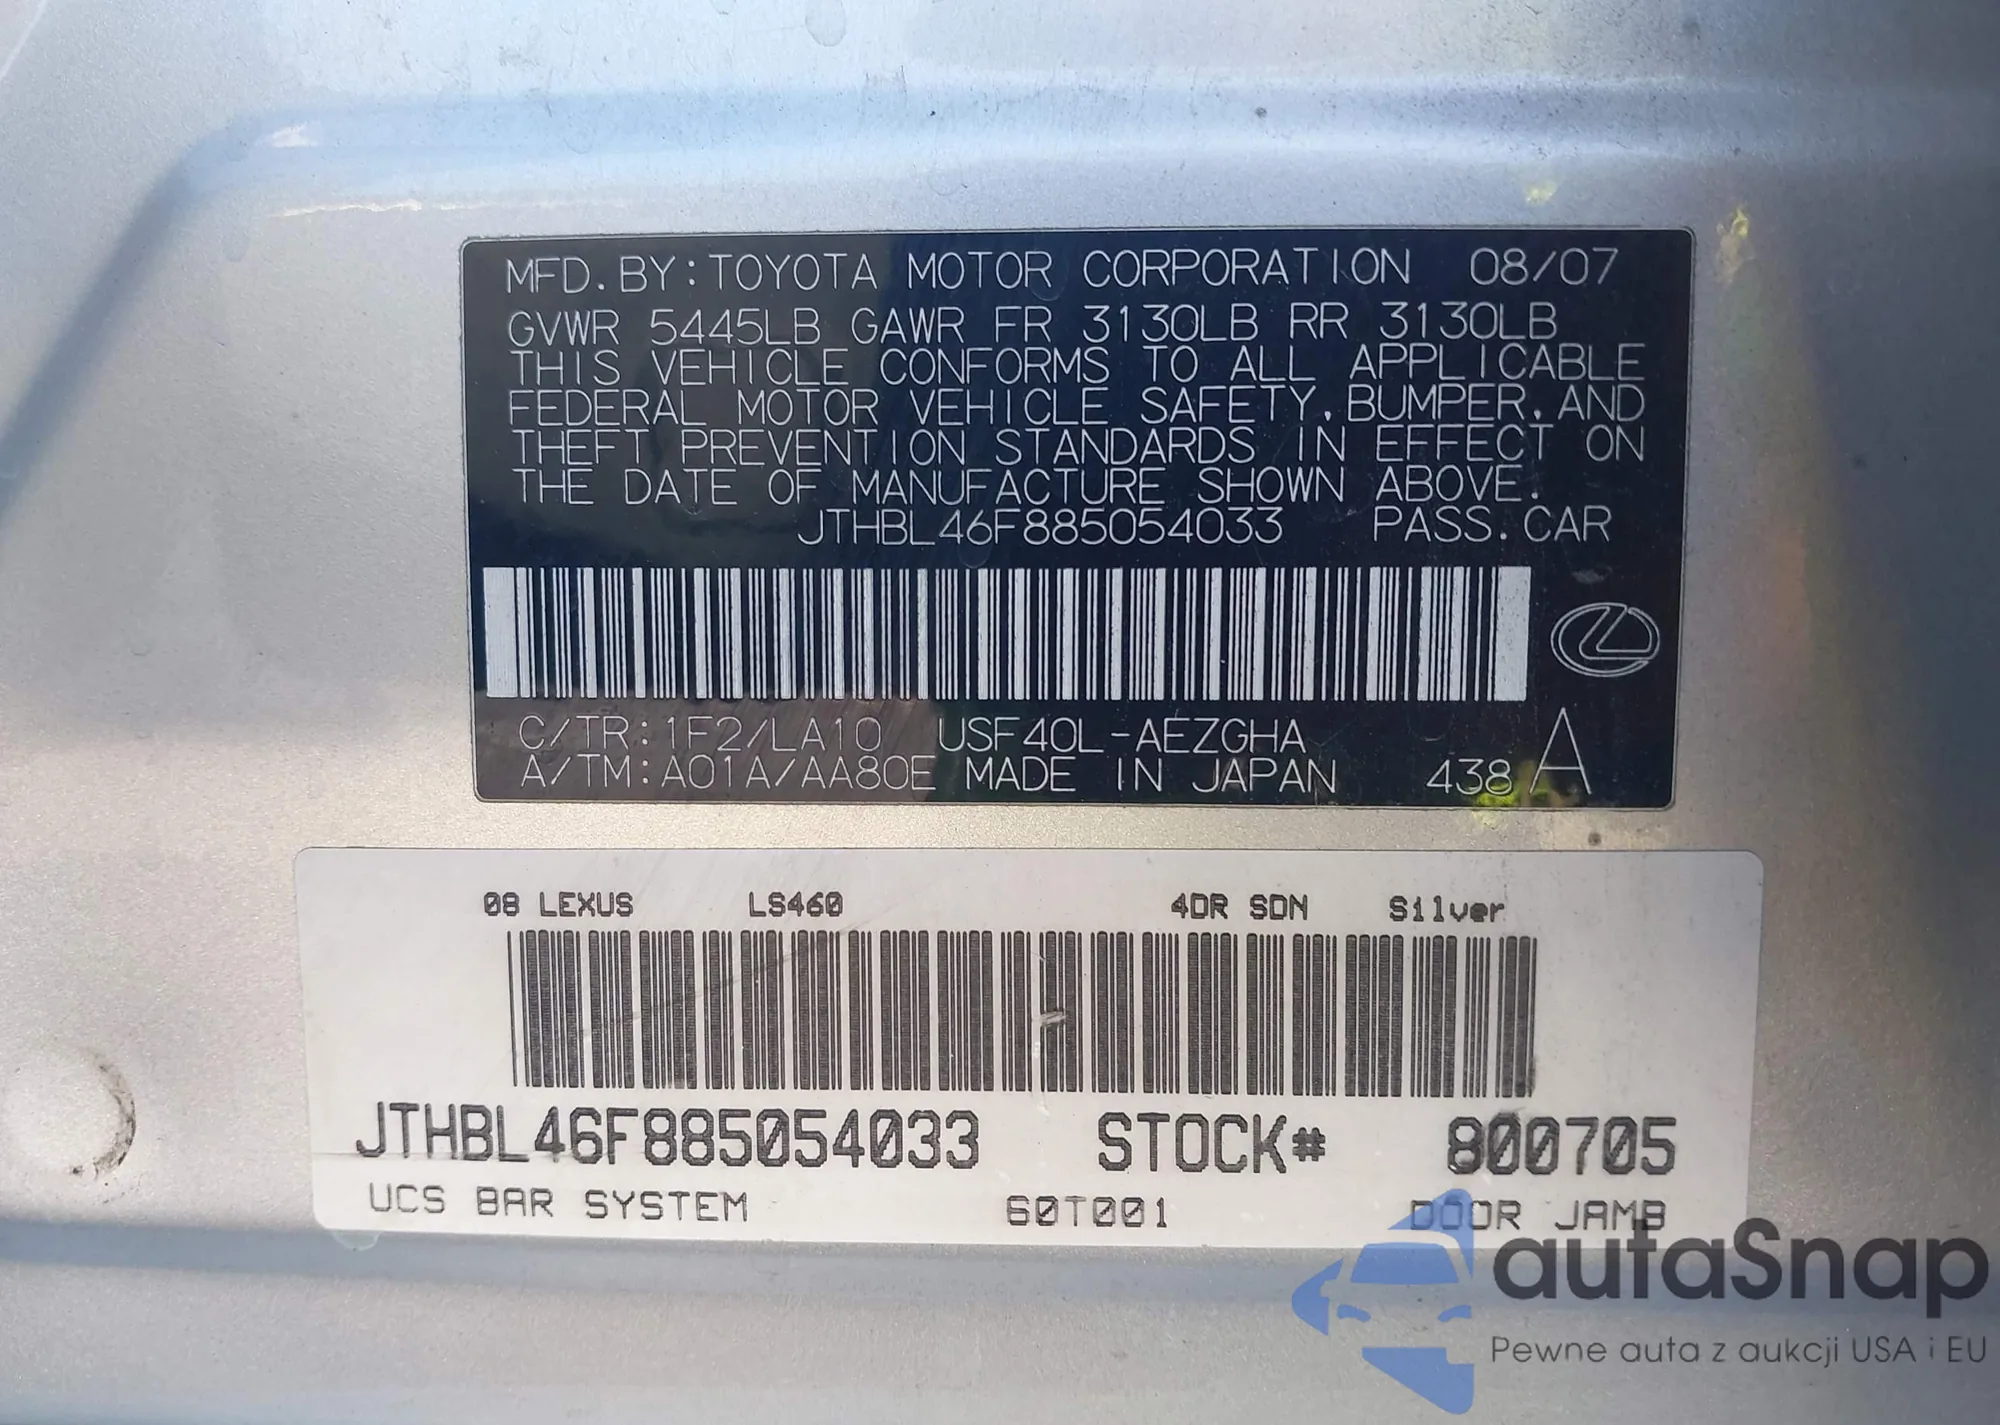 MFD. BY: TOYOTA MOTOR CORPORATION 08/07
GVWR 5445LB GAWR FR 3130LB RR 3130LB
THIS VEHICLE CONFORMS TO ALL APPLICABLE
FEDERAL MOTOR VEHICLE SAFETY, BUMPER, AND
THEFT PREVENTION STANDARDS IN EFFECT ON
THE DATE OF MANUFACTURE SHOWN ABOVE.
JTHBL46F885054033 PASS. CAR
C/TR: 1F2/LA10 USF40L-AEZGHA
A/TM: A01A/AA80E MADE IN JAPAN 438 A
08 LEXUS LS460 4DR SDN Silver
JTHBL46F885054033 STOCK# 800705
UCS BAR SYSTEM 60T001 DOOR JAMB
autaSnap
Pewne auta z aukcji USA i EU